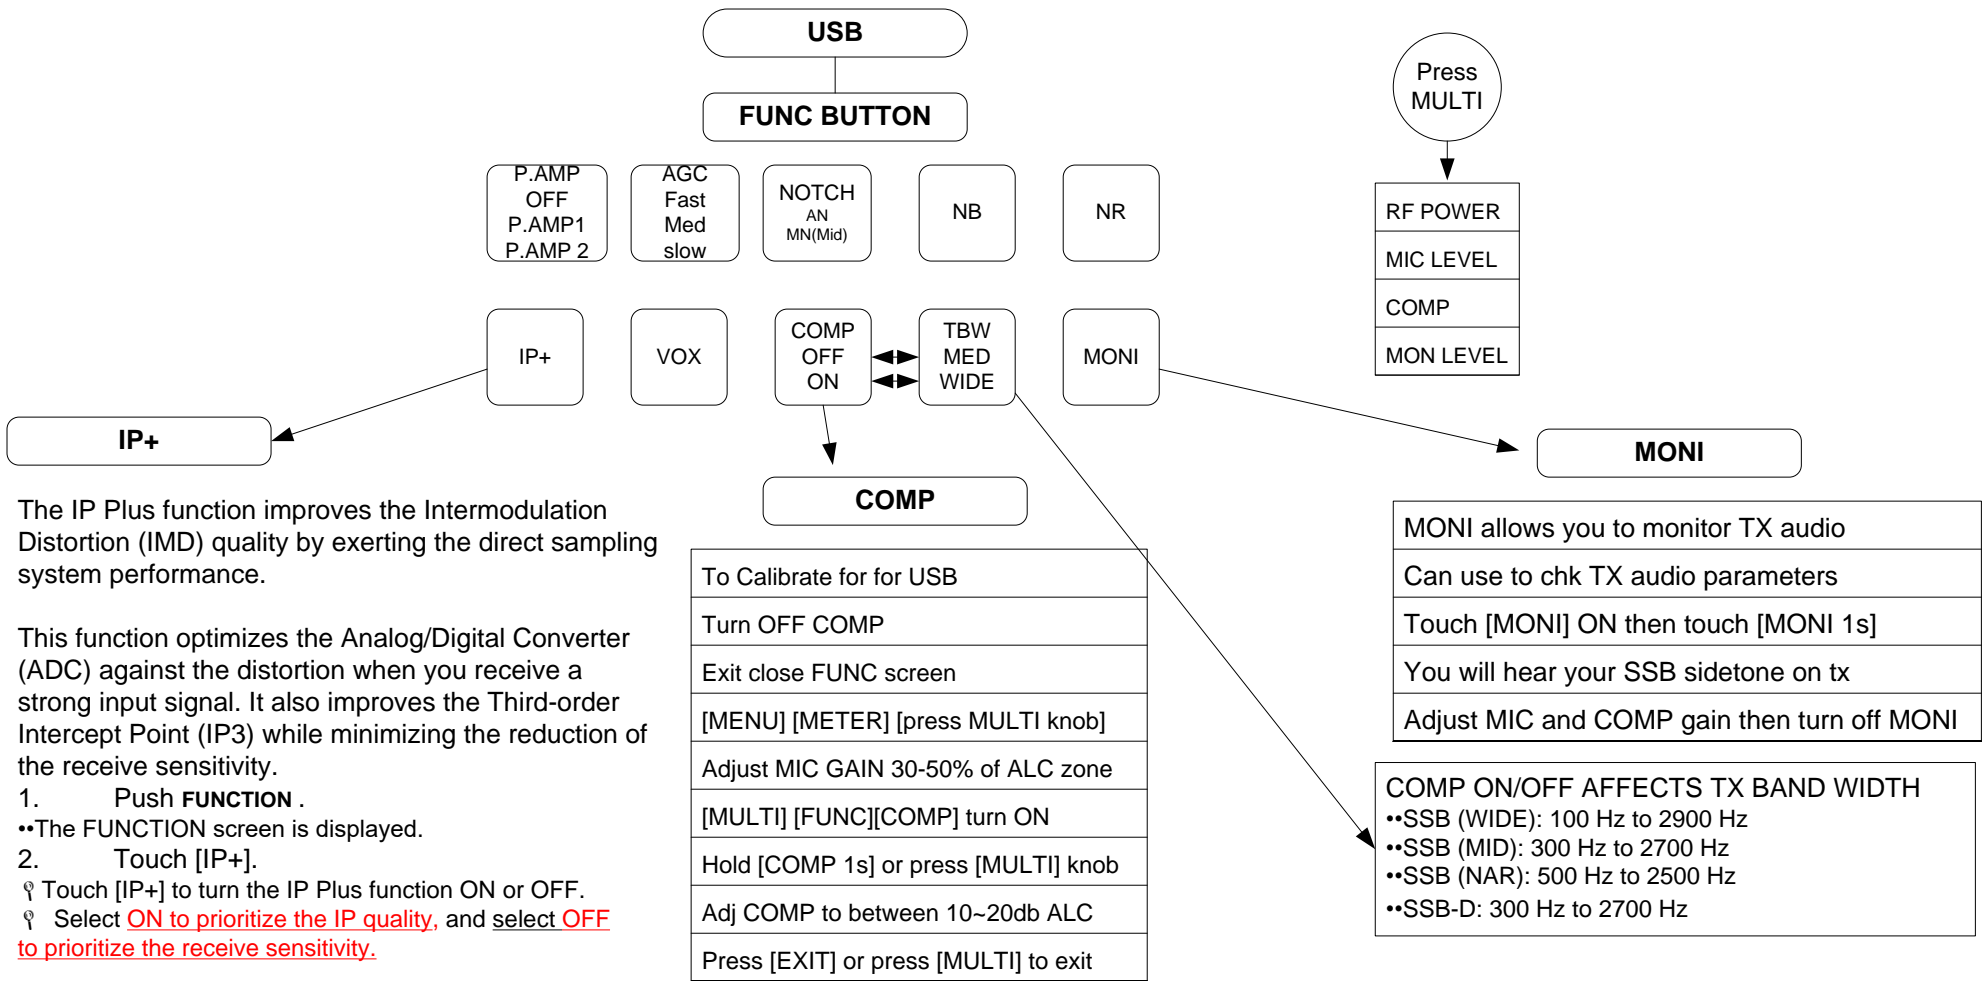 USB
FUNC BUTTON
Press
MULTI
P.AMP
OFF
P.AMP1
P.AMP 2
AGC
Fast
Med
slow
NOTCH
AN
MN(Mid)
NB
NR
RF POWER
MIC LEVEL
COMP
MON LEVEL
IP+
VOX
COMP
OFF
ON
TBW
MED
WIDE
MONI
IP+
The IP Plus function improves the Intermodulation
Distortion (IMD) quality by exerting the direct sampling
system performance.
This function optimizes the Analog/Digital Converter
(ADC) against the distortion when you receive a
strong input signal. It also improves the Third-order
Intercept Point (IP3) while minimizing the reduction of
the receive sensitivity.
1. Push FUNCTION .
••The FUNCTION screen is displayed.
2. Touch [IP+].
Touch [IP+] to turn the IP Plus function ON or OFF.
Select ON to prioritize the IP quality, and select OFF
to prioritize the receive sensitivity.
COMP
To Calibrate for for USB
Turn OFF COMP
Exit close FUNC screen
[MENU] [METER] [press MULTI knob]
Adjust MIC GAIN 30-50% of ALC zone
[MULTI] [FUNC][COMP] turn ON
Hold [COMP 1s] or press [MULTI] knob
Adj COMP to between 10~20db ALC
Press [EXIT] or press [MULTI] to exit
MONI
MONI allows you to monitor TX audio
Can use to chk TX audio parameters
Touch [MONI] ON then touch [MONI 1s]
You will hear your SSB sidetone on tx
Adjust MIC and COMP gain then turn off MONI
COMP ON/OFF AFFECTS TX BAND WIDTH
••SSB (WIDE): 100 Hz to 2900 Hz
••SSB (MID): 300 Hz to 2700 Hz
••SSB (NAR): 500 Hz to 2500 Hz
••SSB-D: 300 Hz to 2700 Hz